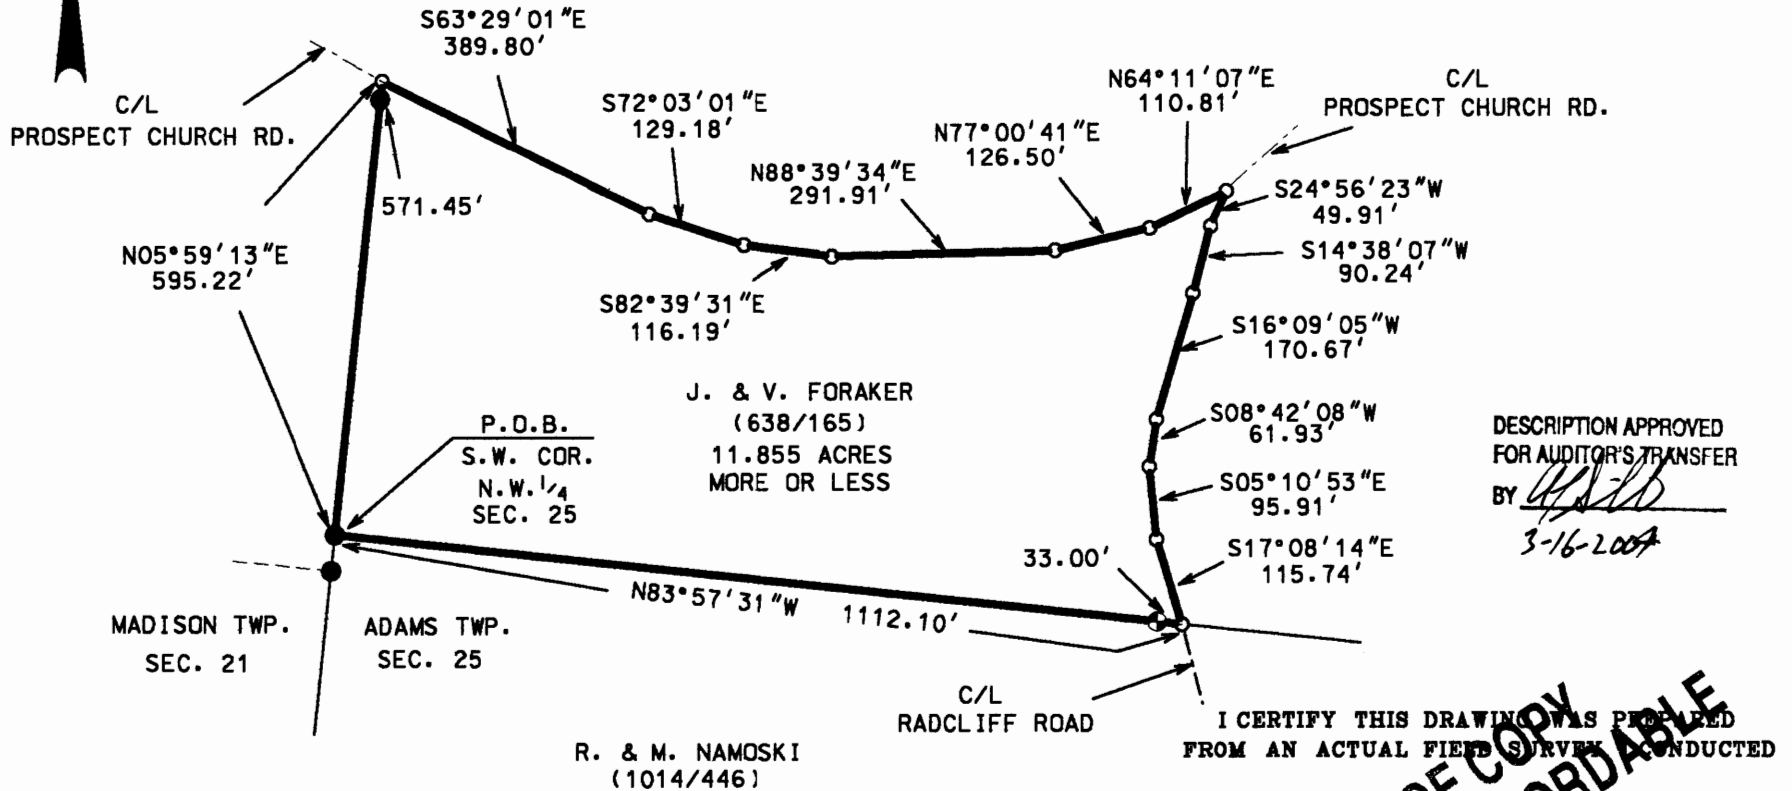 S63°29'01"E
389.80'
C/L
PROSPECT CHURCH RD.
S72°03'01"E
129.18'
N64°11'07"E
110.81'
C/L
PROSPECT CHURCH RD.
N77°00'41"E
126.50'
N88°39'34"E
291.91'
S24°56'23"W
49.91'
571.45'
S14°38'07"W
90.24'
N05°59'13"E
595.22'
S82°39'31"E
116.19'
S16°09'05"W
170.67'
J. & V. FORAKER
(638/165)
11.855 ACRES
MORE OR LESS
P.O.B.
S.W. COR.
N.W. 1/4
SEC. 25
S08°42'08"W
61.93'
DESCRIPTION APPROVED
FOR AUDITOR'S TRANSFER
BY
3-16-2004
S05°10'53"E
95.91'
33.00'
S17°08'14"E
115.74'
N83°57'31"W 1112.10'
MADISON TWP.
SEC. 21
ADAMS TWP.
SEC. 25
C/L
RADCLIFF ROAD
I CERTIFY THIS DRAWING WAS PREPARED
FROM AN ACTUAL FIELD SURVEY CONDUCTED
R. & M. NAMOSKI
(1014/446)
COPY